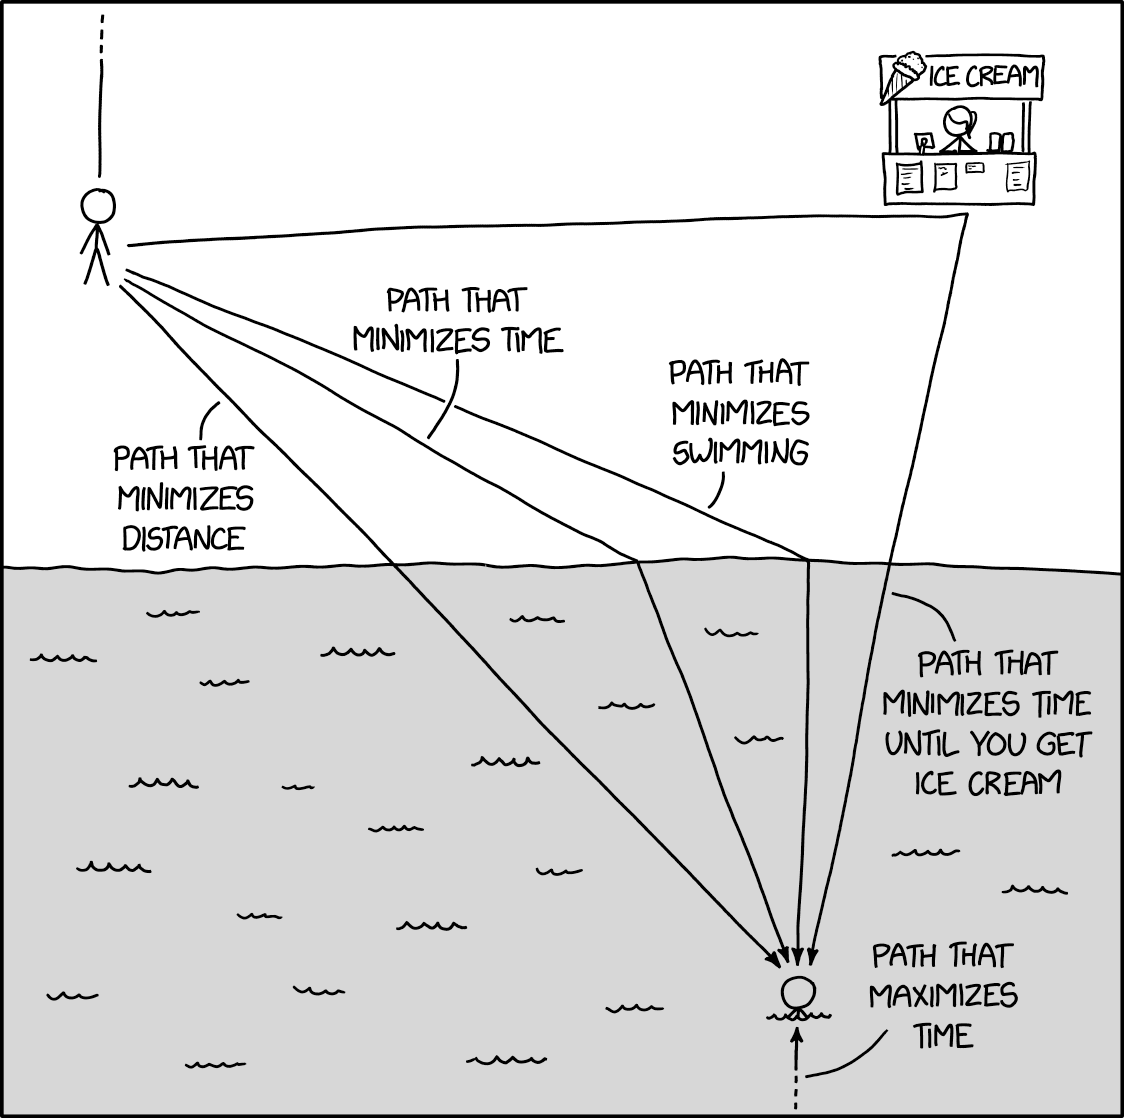 ICE CREAM
PATH THAT
MINIMIZES TIME
PATH THAT
MINIMIZES
SWIMMING
PATH THAT
MINIMIZES
DISTANCE
PATH THAT
MINIMIZES TIME
UNTIL YOU GET
ICE CREAM
PATH THAT
MAXIMIZES
TIME